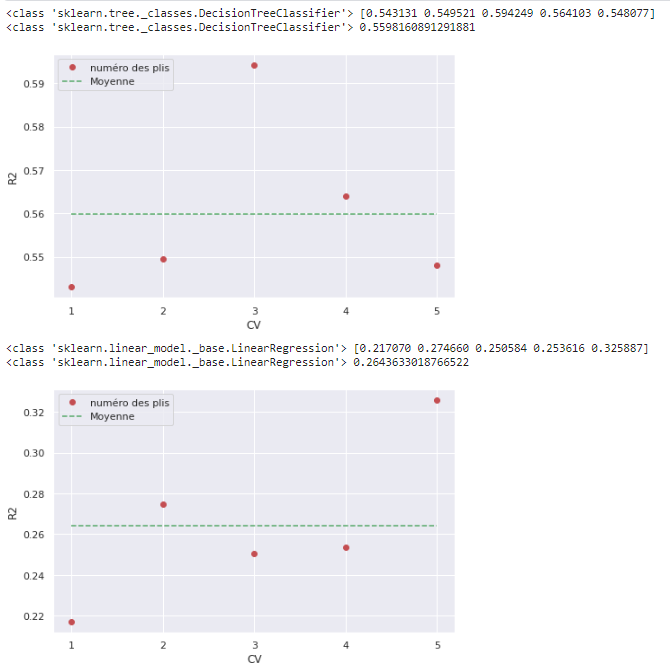 <class 'sklearn.tree._classes.DecisionTreeClassifier'> [0.543131 0.549521 0.594249 0.564103 0.548077]
<class 'sklearn.tree._classes.DecisionTreeClassifier'> 0.5598160891291881
numéro des plis
Moyenne
0.59
0.58
0.57
0.56
0.55
R2
1 2 3 4 5
CV
<class 'sklearn.linear_model._base.LinearRegression'> [0.217070 0.274660 0.250584 0.253616 0.325887]
<class 'sklearn.linear_model._base.LinearRegression'> 0.2643633018766522
numéro des plis
Moyenne
0.32
0.30
0.28
0.26
0.24
0.22
R2
1 2 3 4 5
CV